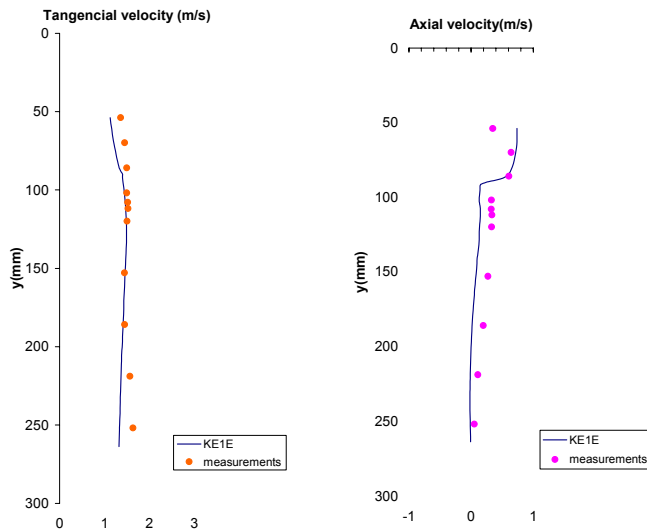 Tangencial velocity (m/s)
0
50
100
150
200
250
300
y(mm)
0 1 2 3
KE1E
measurements
Axial velocity(m/s)
0
50
100
150
200
250
300
y(mm)
-1 0 1
KE1E
measurements